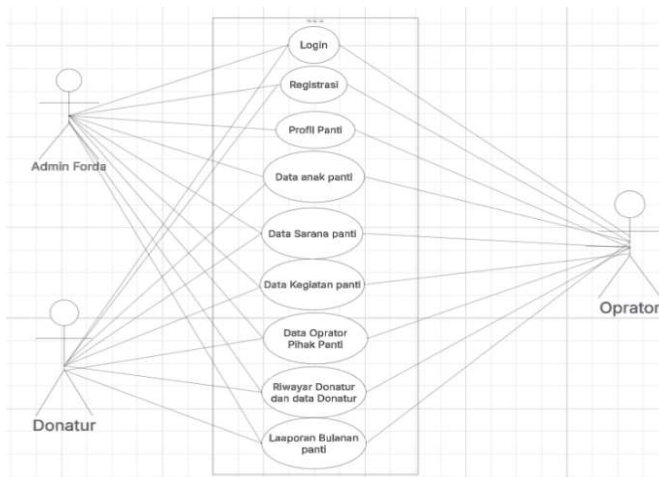 Login
Registrasi
Profil Panti
Admin Forda
Data anak panti
Data Sarana panti
Data Kegiatan panti
Oprator
Data Oprator
Pihak Panti
Riwayar Donatur
dan data Donatur
Donatur
Laaporan Bulanan
panti